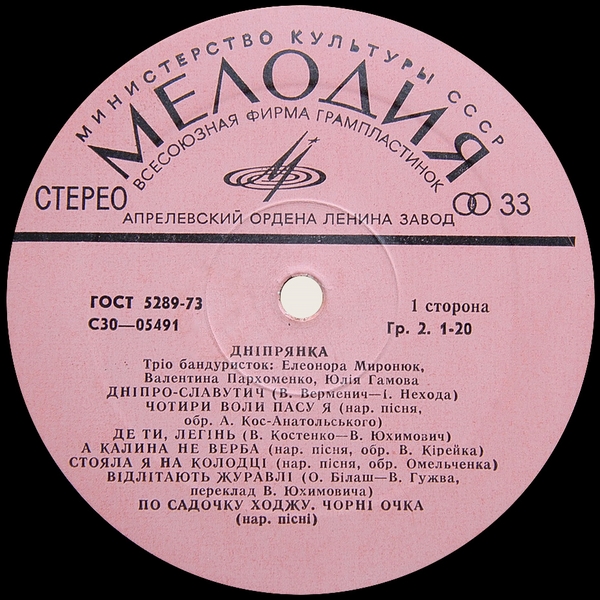 МИНИСТЕРСТВО КУЛЬТУРЫ СССР
МЕЛОДИЯ
ВСЕСОЮЗНАЯ ФИРМА ГРАМПЛАСТИНОК
СТЕРЕО
33
АПРЕЛЕВСКИЙ ОРДЕНА ЛЕНИНА ЗАВОД
ГОСТ 5289-73
1 сторона
С30—05491
Гр. 2. 1-20
ДНІПРЯНКА
Тріо бандуристок: Елеонора Миронюк,
Валентина Пархоменко, Юлія Гамова
ДНІПРО-СЛАВУТИЧ (В. Верменич—І. Нехода)
ЧОТИРИ ВОЛИ ПАСУ Я (нар. пісня,
обр. А. Кос-Анатольського)
ДЕ ТИ, ЛЕГІНЬ (В. Костенко—В. Юхимович)
А КАЛИНА НЕ ВЕРБА (нар. пісня, обр. В. Кірейка)
СТОЯЛА Я НА КОЛОДЦІ (нар. пісня, обр. Омельченка)
ВІДЛІТАЮТЬ ЖУРАВЛІ (О. Білаш—В. Гужва,
переклад В. Юхимовича)
ПО САДОЧКУ ХОДЖУ. ЧОРНІ ОЧКА
(нар. пісні)